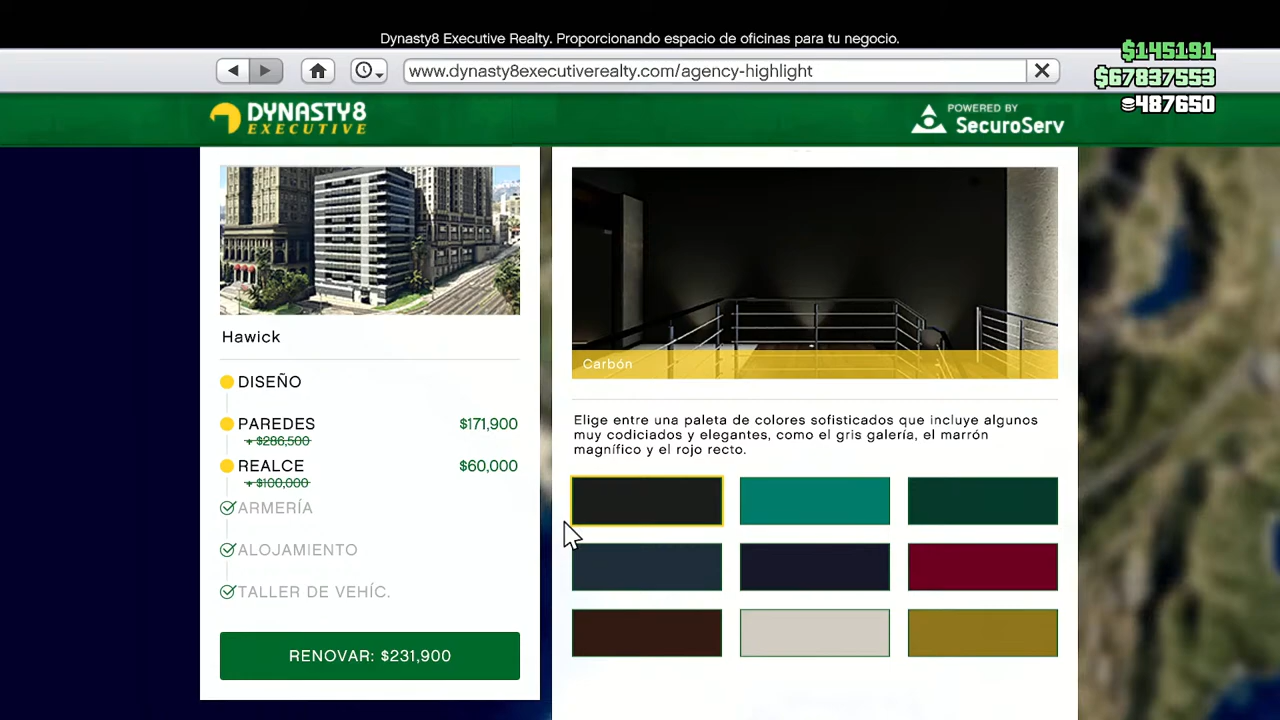 Dynasty8 Executive Realty. Proporcionando espacio de oficinas para tu negocio.
$145191
$67837553
487650
www.dynasty8executiverealty.com/agency-highlight
DYNASTY8
EXECUTIVE
POWERED BY
SecuroServ
Hawick
DISEÑO
PAREDES $171,900
+ $286,500
REALCE $60,000
+ $100,000
ARMERÍA
ALOJAMIENTO
TALLER DE VEHÍC.
RENOVAR: $231,900
Carbón
Elige entre una paleta de colores sofisticados que incluye algunos
muy codiciados y elegantes, como el gris galería, el marrón
magnífico y el rojo recto.